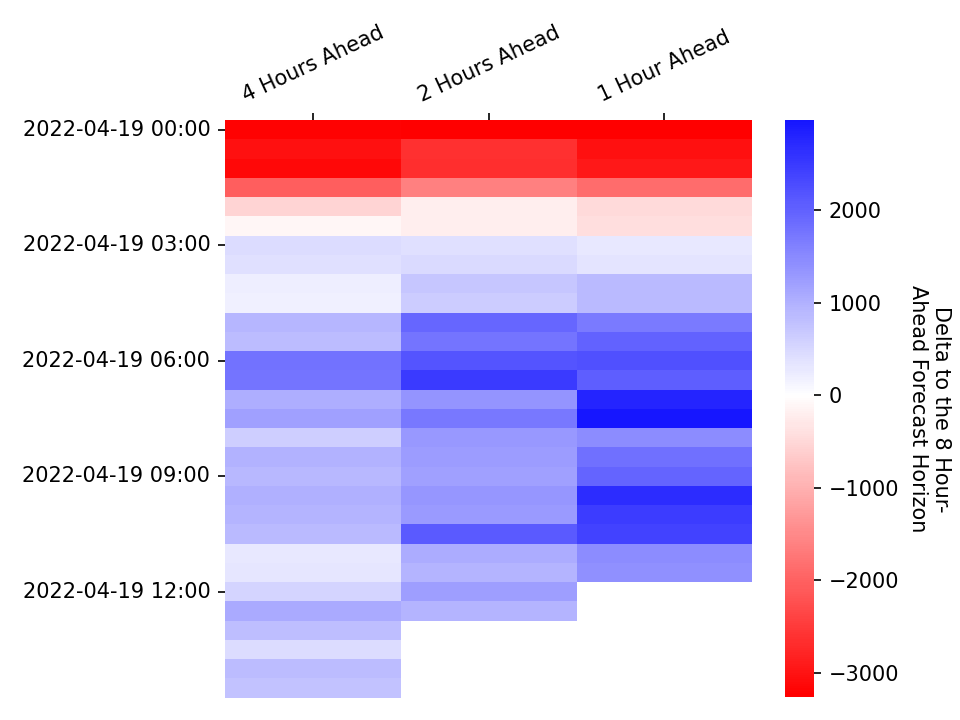 4 Hours Ahead
2 Hours Ahead
1 Hour Ahead
2022-04-19 00:00
2022-04-19 03:00
2022-04-19 06:00
2022-04-19 09:00
2022-04-19 12:00
2000
1000
0
−1000
−2000
−3000
Delta to the 8 Hour-
Ahead Forecast Horizon